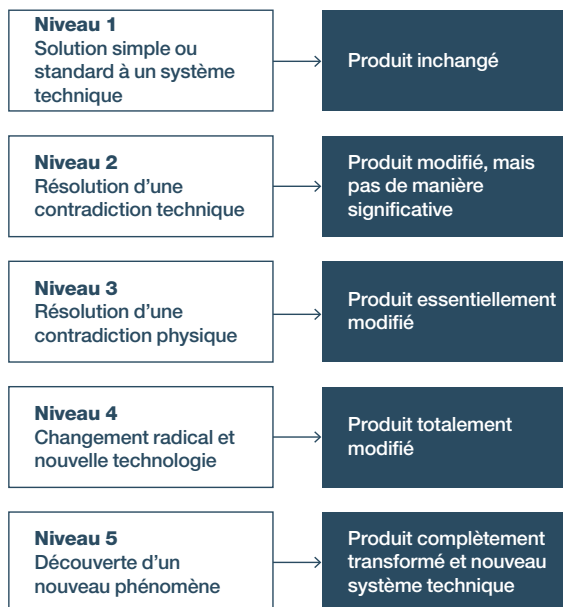 Niveau 1
Solution simple ou
standard à un système
technique
Produit inchangé
Niveau 2
Résolution d’une
contradiction technique
Produit modifié, mais
pas de manière
significative
Niveau 3
Résolution d’une
contradiction physique
Produit essentiellement
modifié
Niveau 4
Changement radical et
nouvelle technologie
Produit totalement
modifié
Niveau 5
Découverte d’un
nouveau phénomène
Produit complètement
transformé et nouveau
système technique